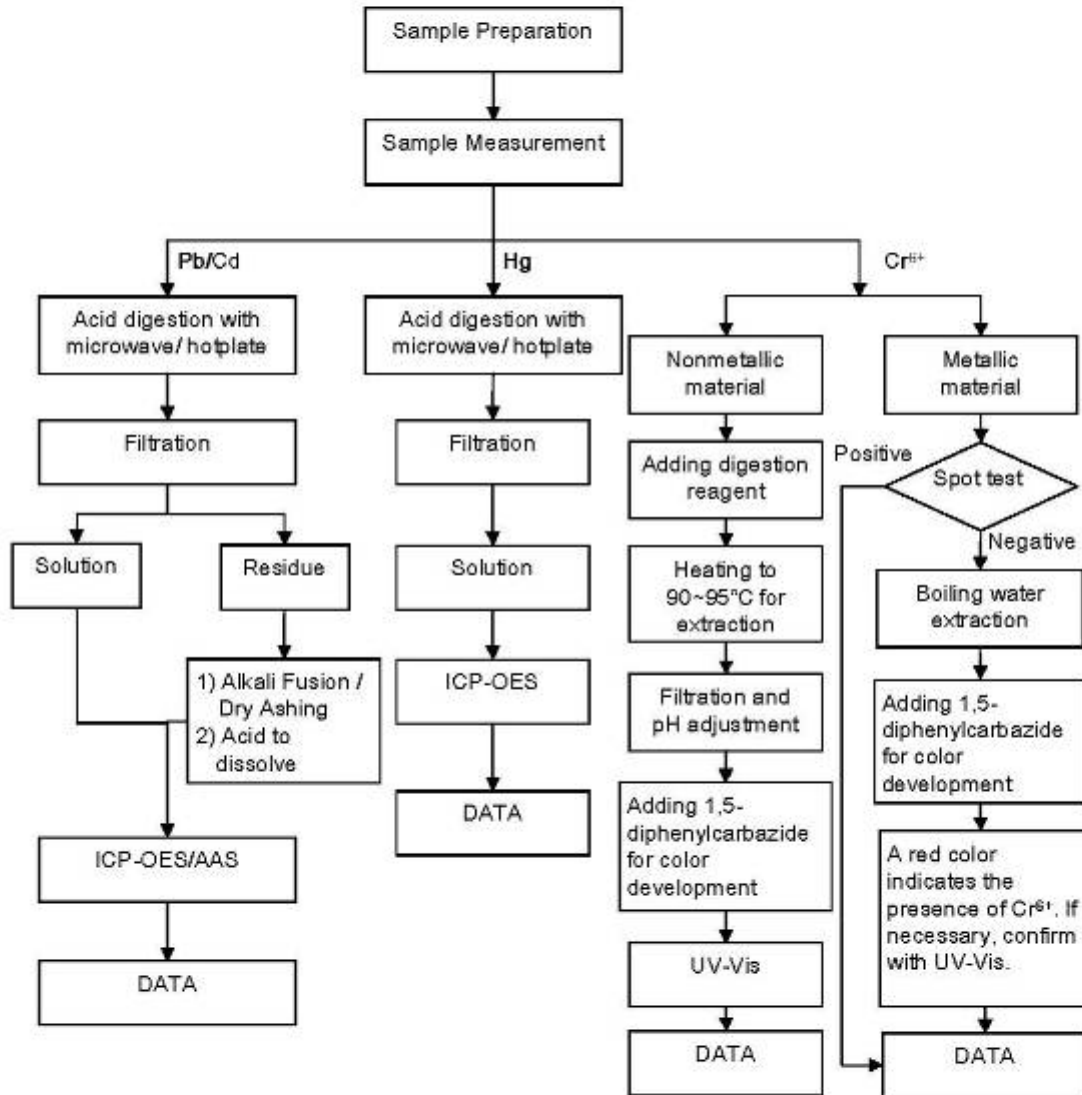 Sample Preparation
Sample Measurement
Pb/Cd
Hg
Cr⁶⁺
Acid digestion with
microwave/ hotplate
Filtration
Solution
Residue
1) Alkali Fusion /
Dry Ashing
2) Acid to
dissolve
ICP-OES/AAS
DATA
Acid digestion with
microwave/ hotplate
Filtration
Solution
ICP-OES
DATA
Nonmetallic
material
Adding digestion
reagent
Heating to
90~95°C for
extraction
Filtration and
pH adjustment
Adding 1,5-
diphenylcarbazide
for color
development
UV-Vis
DATA
Metallic
material
Positive
Spot test
Negative
Boiling water
extraction
Adding 1,5-
diphenylcarbazide
for color
development
A red color
indicates the
presence of Cr⁶⁺. If
necessary, confirm
with UV-Vis.
DATA